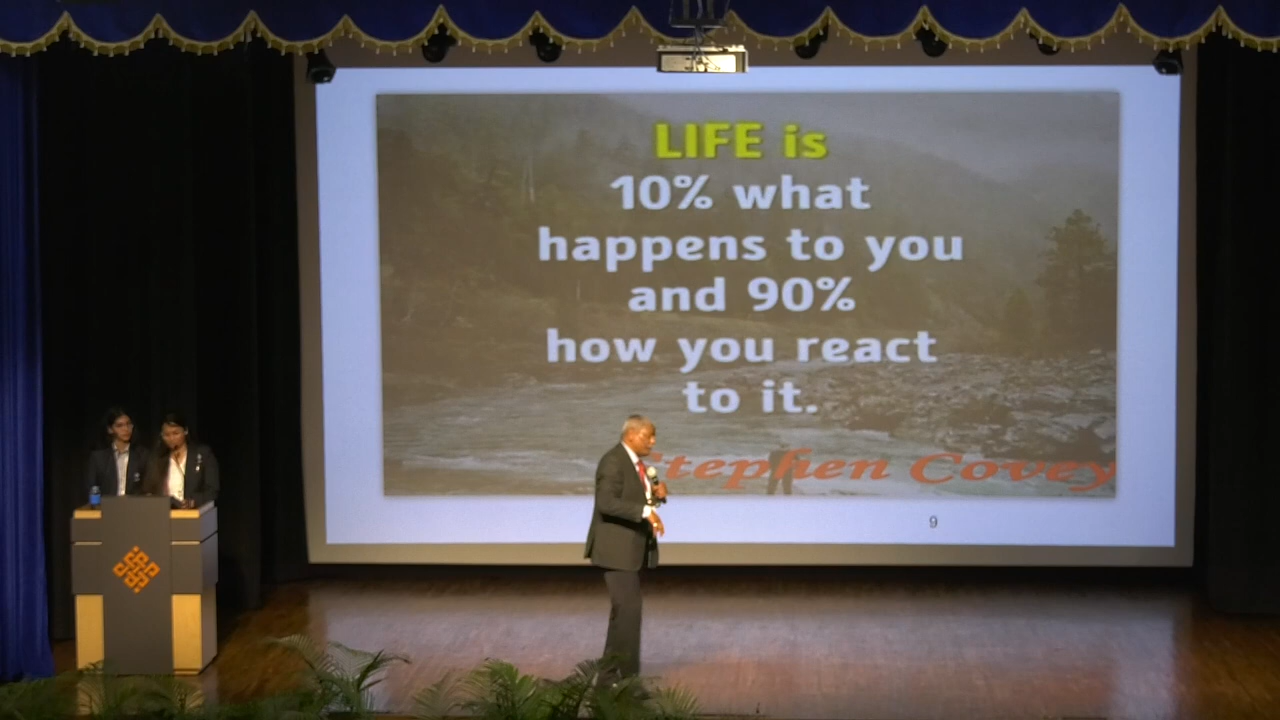 LIFE is
10% what
happens to you
and 90%
how you react
to it.
Stephen Covey
9